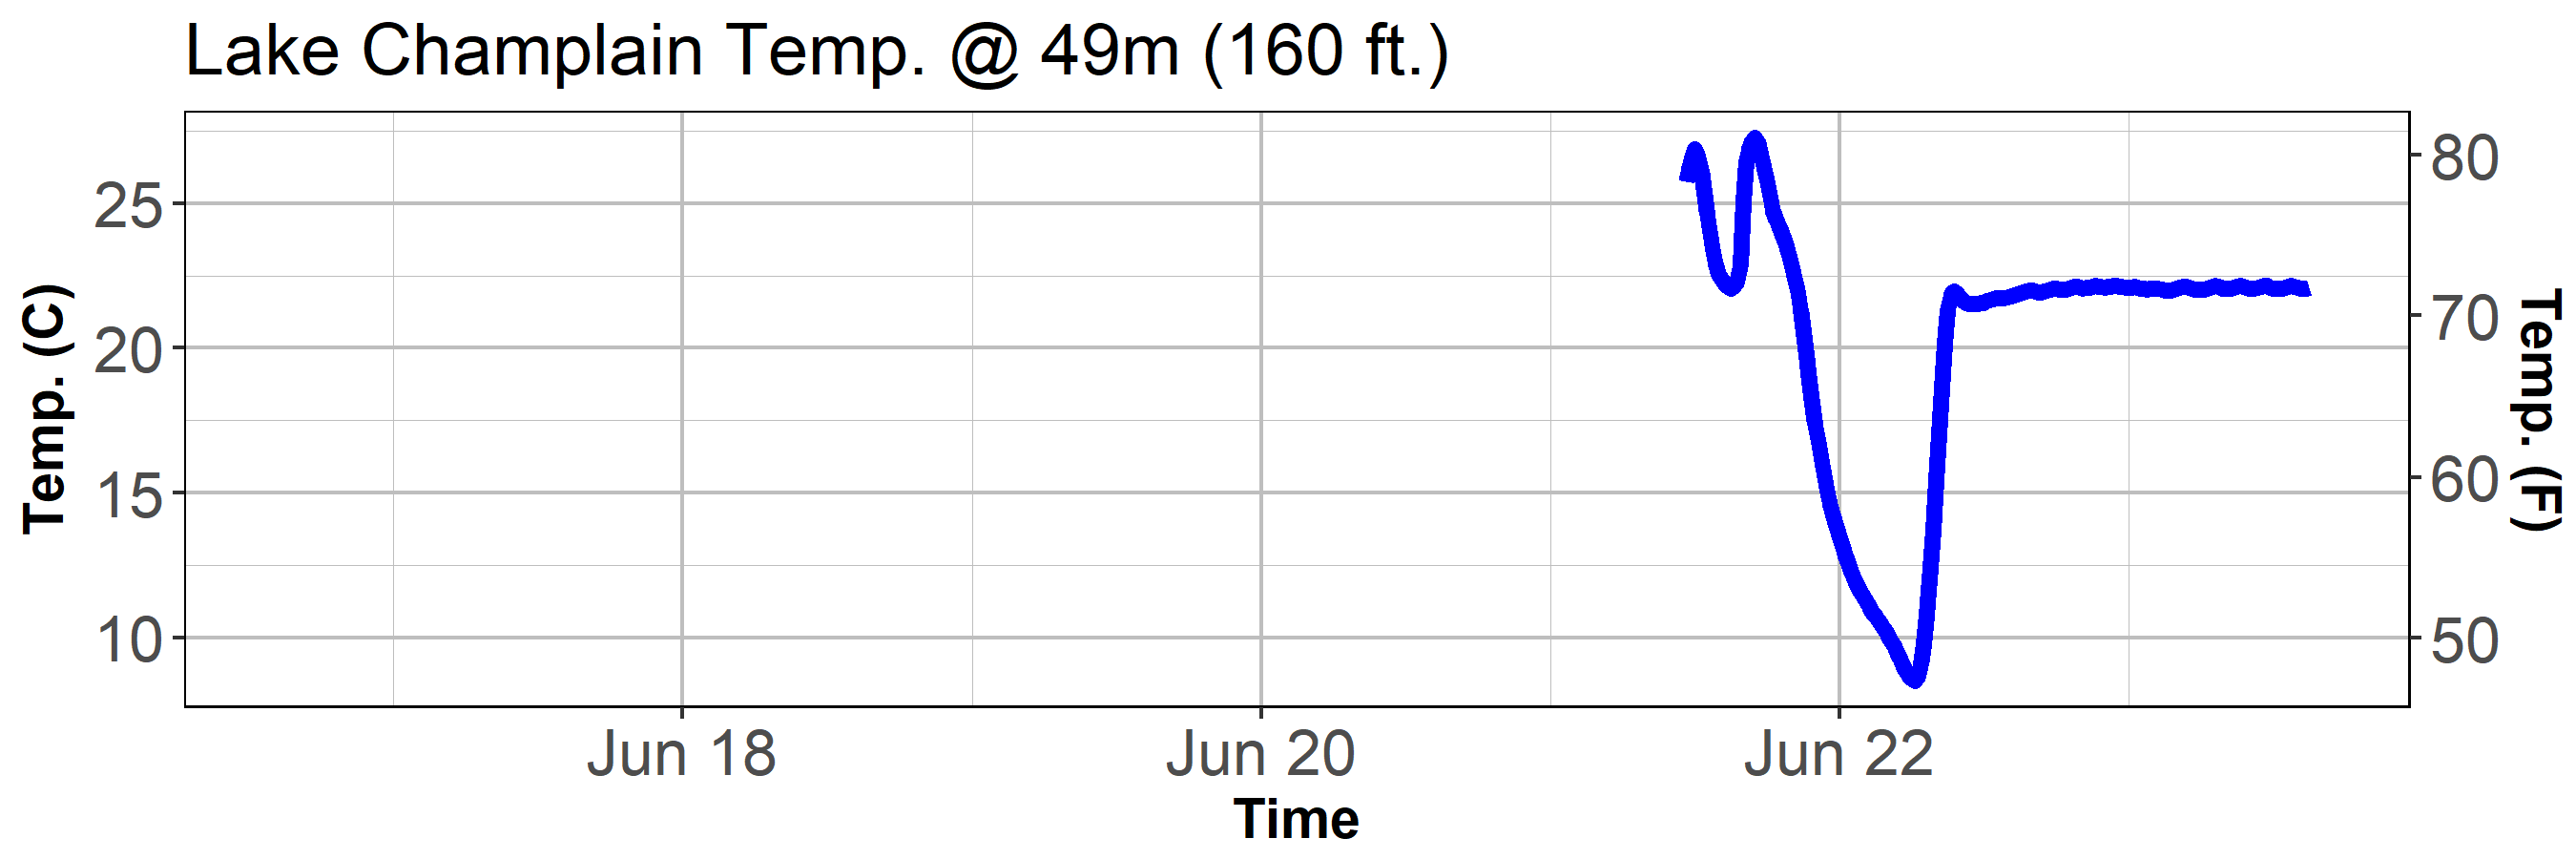 Lake Champlain Temp. @ 49m (160 ft.)
Temp. (C)
25
20
15
10
80
70
60
50
Temp. (F)
Jun 18
Jun 20
Jun 22
Time